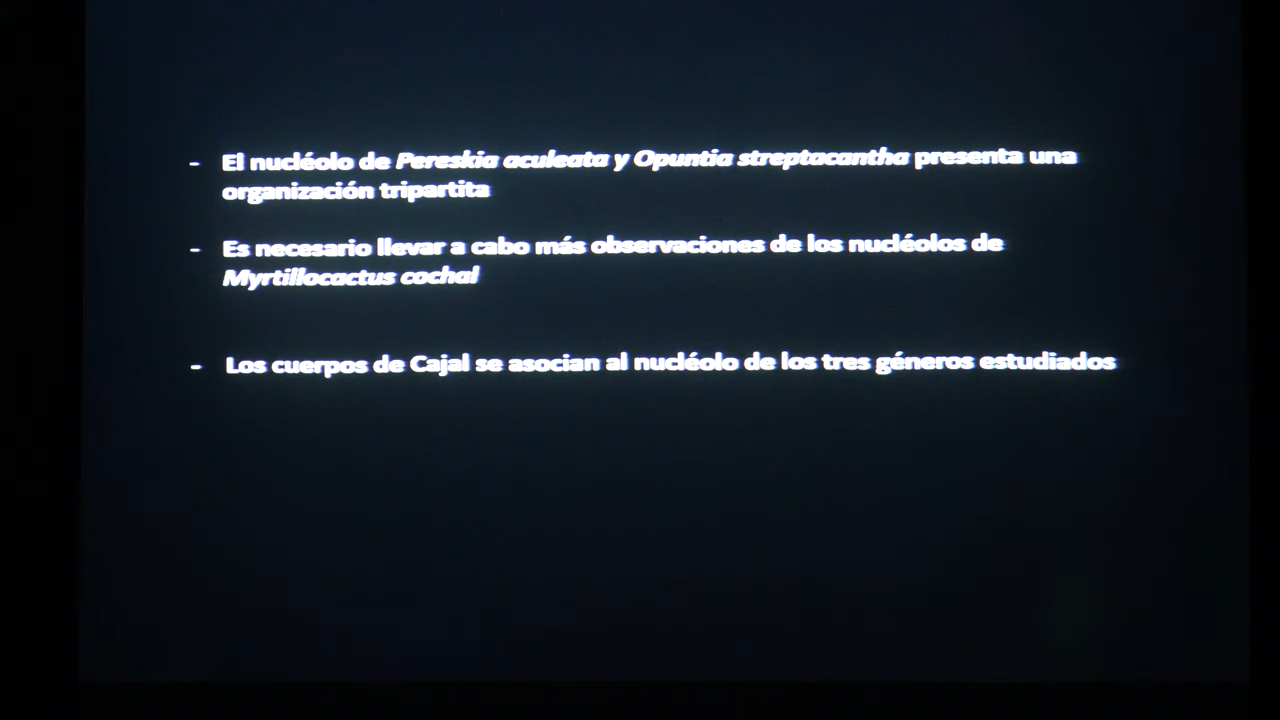 - El nucléolo de Pereskia aculeata y Opuntia streptacantha presenta una
organización tripartita
- Es necesario llevar a cabo más observaciones de los nucléolos de
Myrtillocactus cochal
- Los cuerpos de Cajal se asocian al nucléolo de los tres géneros estudiados